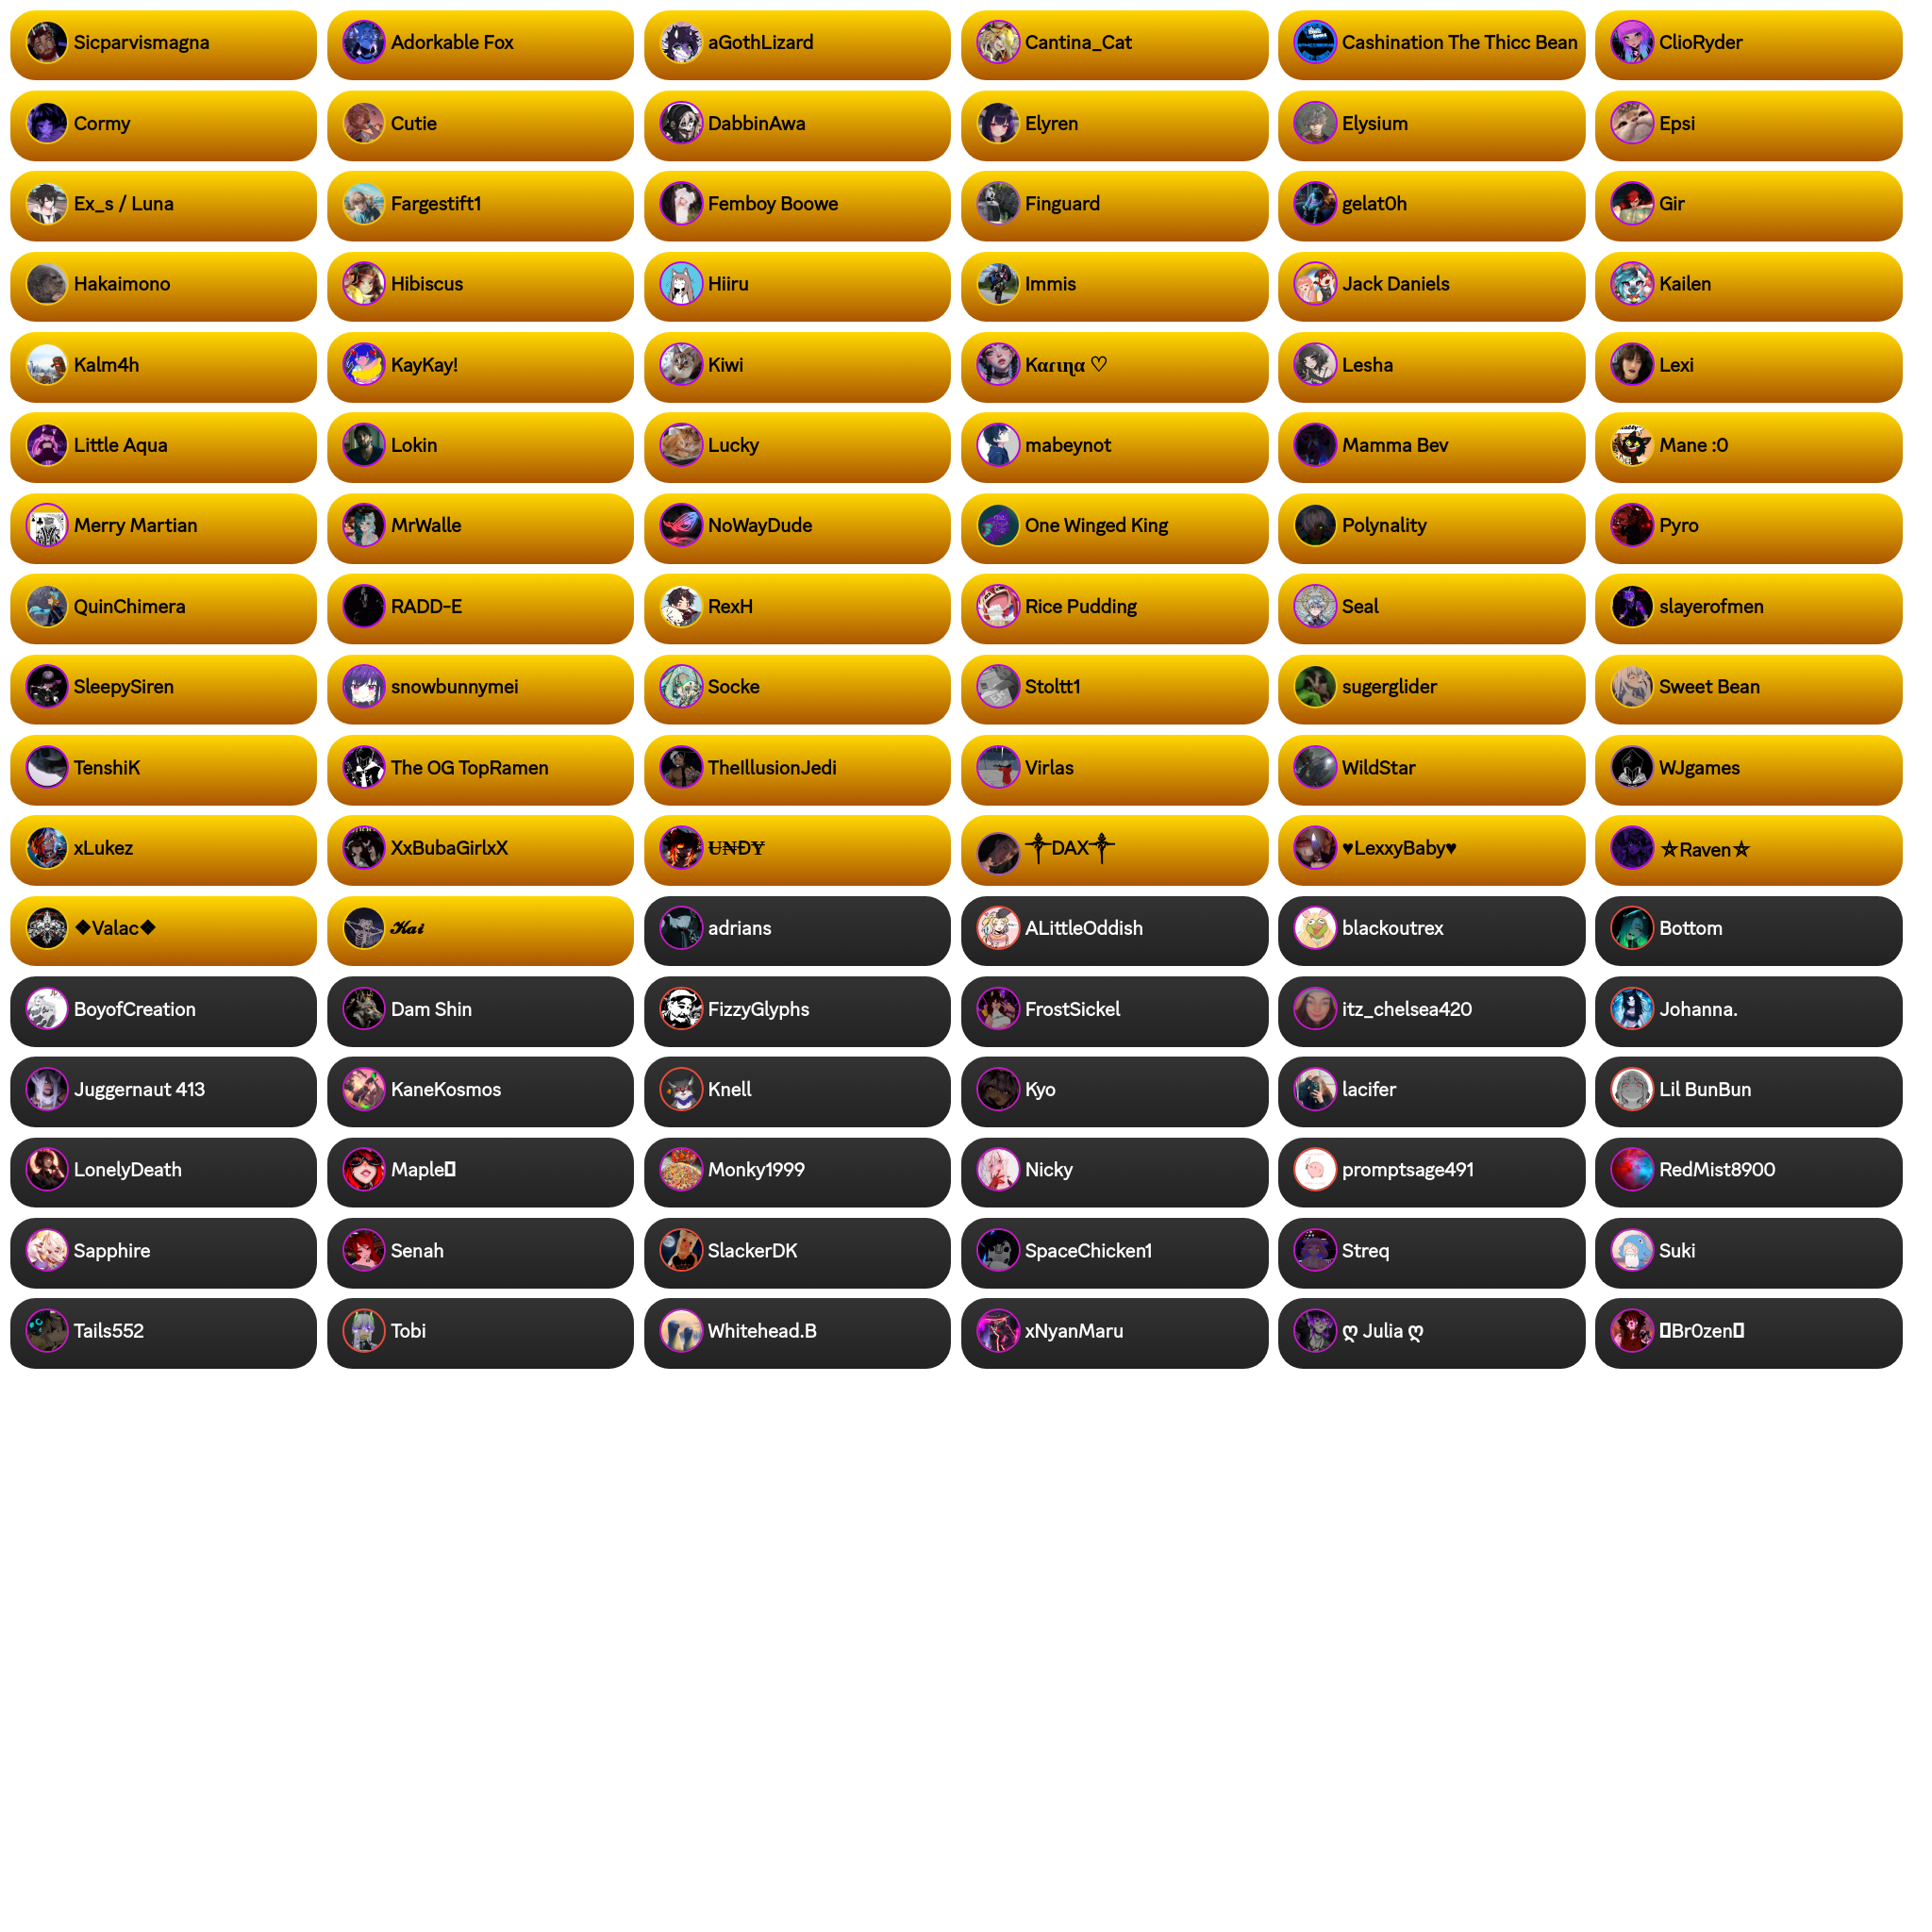 Sicparvismagna Adorkable Fox aGothLizard Cantina_Cat Cashination The Thicc Bean ClioRyder
Cormy Cutie DabbinAwa Elyren Elysium Epsi
Ex_s / Luna Fargestift1 Femboy Boowe Finguard gelat0h Gir
Hakaimono Hibiscus Hiiru Immis Jack Daniels Kailen
Kalm4h KayKay! Kiwi Kαɾιɳα ♡ Lesha Lexi
Little Aqua Lokin Lucky mabeynot Mamma Bev Mane :0
Merry Martian MrWalle NoWayDude One Winged King Polynality Pyro
QuinChimera RADD-E RexH Rice Pudding Seal slayerofmen
SleepySiren snowbunnymei Socke Stoltt1 sugerglider Sweet Bean
TenshiK The OG TopRamen TheIllusionJedi Virlas WildStar WJgames
xLukez XxBubaGirlxX Ʉ₦ĐɎ ༒DAX༒ ♥LexxyBaby♥ ⛤Raven⛤
❖Valac❖ 𝓚𝓪𝓲 adrians ALittleOddish blackoutrex Bottom
BoyofCreation Dam Shin FizzyGlyphs FrostSickel itz_chelsea420 Johanna.
Juggernaut 413 KaneKosmos Knell Kyo lacifer Lil BunBun
LonelyDeath Maple Monky1999 Nicky promptsage491 RedMist8900
Sapphire Senah SlackerDK SpaceChicken1 Streq Suki
Tails552 Tobi Whitehead.B xNyanMaru ღ Julia ღ Br0zen